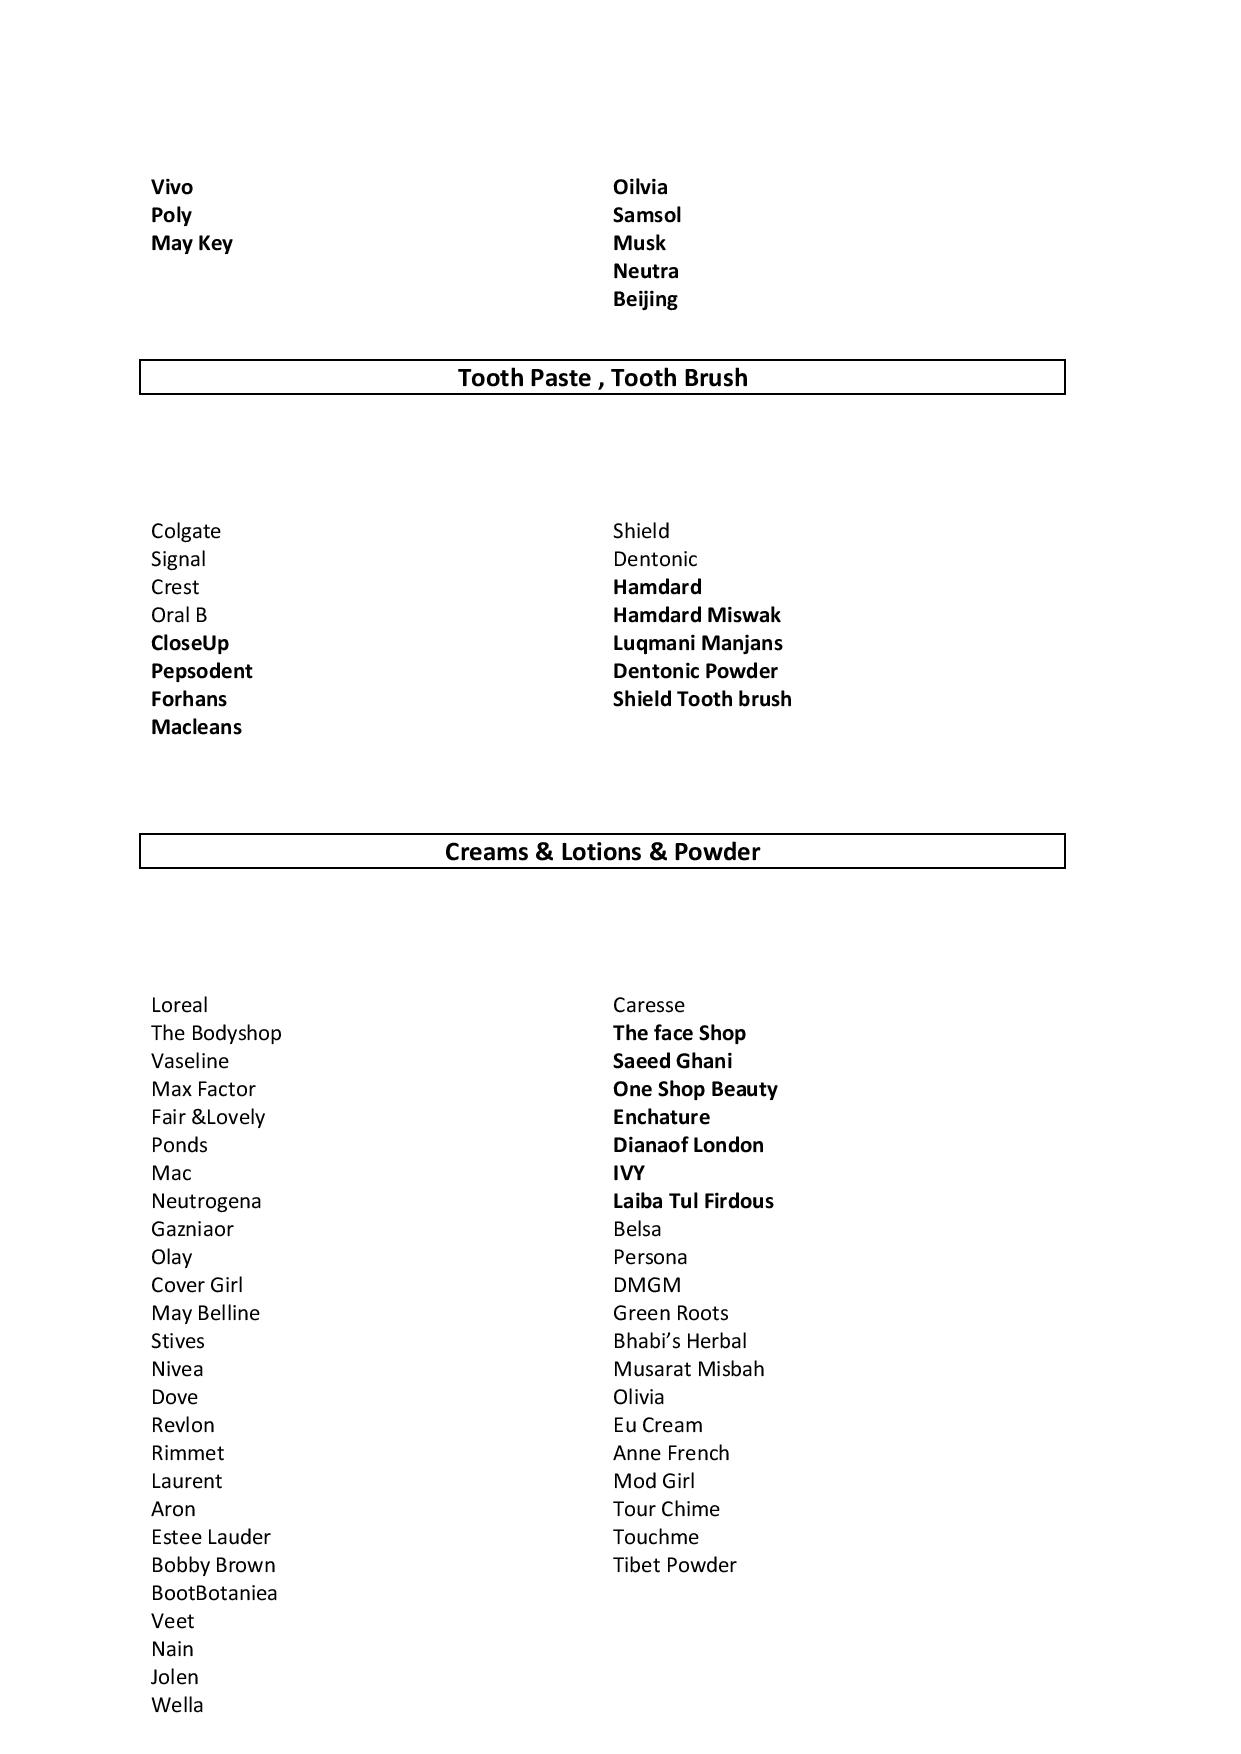 Vivo
Poly
May Key
Oilvia
Samsol
Musk
Neutra
Beijing
Tooth Paste , Tooth Brush
Colgate
Signal
Crest
Oral B
CloseUp
Pepsodent
Forhans
Macleans
Shield
Dentonic
Hamdard
Hamdard Miswak
Luqmani Manjans
Dentonic Powder
Shield Tooth brush
Creams & Lotions & Powder
Loreal
The Bodyshop
Vaseline
Max Factor
Fair &Lovely
Ponds
Mac
Neutrogena
Gazniaor
Olay
Cover Girl
May Belline
Stives
Nivea
Dove
Revlon
Rimmet
Laurent
Aron
Estee Lauder
Bobby Brown
BootBotaniea
Veet
Nain
Jolen
Wella
Caresse
The face Shop
Saeed Ghani
One Shop Beauty
Enchature
Dianaof London
IVY
Laiba Tul Firdous
Belsa
Persona
DMGM
Green Roots
Bhabi’s Herbal
Musarat Misbah
Olivia
Eu Cream
Anne French
Mod Girl
Tour Chime
Touchme
Tibet Powder